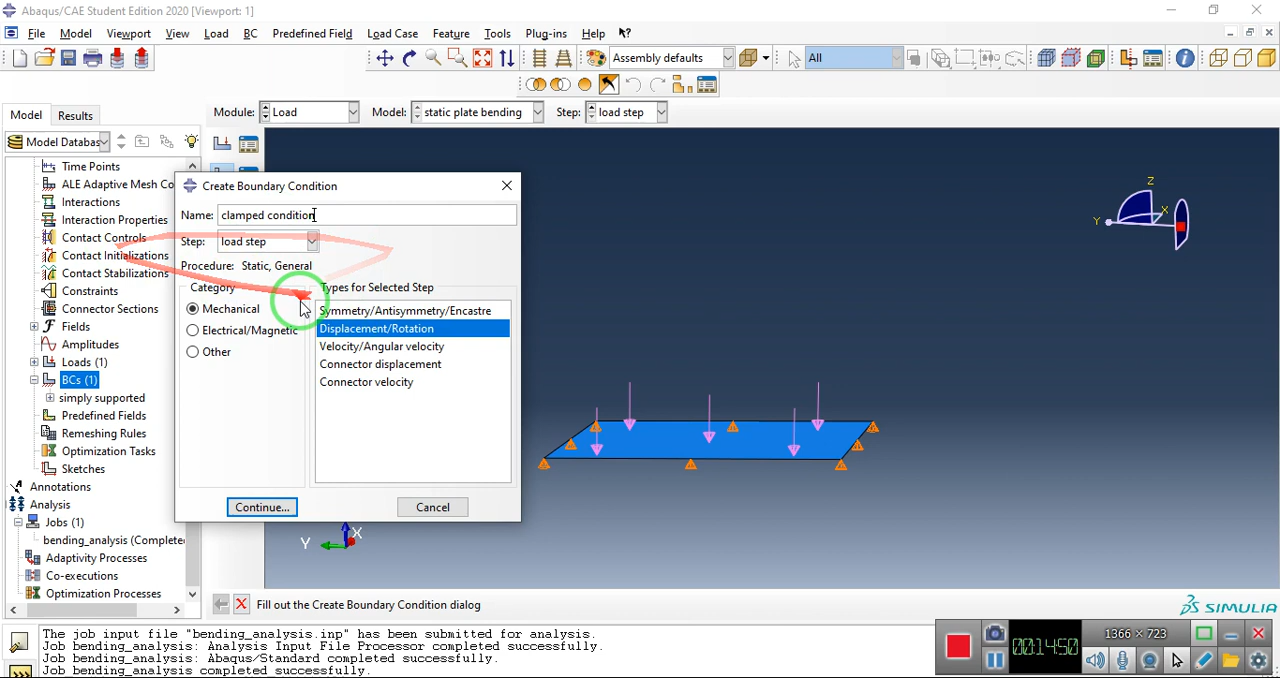 Abaqus/CAE Student Edition 2020 [Viewport: 1]
File Model Viewport View Load BC Predefined Field Load Case Feature Tools Plug-ins Help
Assembly defaults All
Model Results Module: Load Model: static plate bending Step: load step
Model Databas
Time Points
ALE Adaptive Mesh Co
Interactions
Interaction Properties
Contact Controls
Contact Initializations
Contact Stabilizations
Constraints
Connector Sections
Fields
Amplitudes
Loads (1)
BCs (1)
simply supported
Predefined Fields
Remeshing Rules
Optimization Tasks
Sketches
Annotations
Analysis
Jobs (1)
bending_analysis (Complete
Adaptivity Processes
Co-executions
Optimization Processes
Create Boundary Condition
Name: clamped condition
Step: load step
Procedure: Static, General
Category
Mechanical
Electrical/Magnetic
Other
Types for Selected Step
Symmetry/Antisymmetry/Encastre
Displacement/Rotation
Velocity/Angular velocity
Connector displacement
Connector velocity
Continue... Cancel
Z
X
Y
Y X
Fill out the Create Boundary Condition dialog
SIMULIA
The job input file "bending_analysis.inp" has been submitted for analysis.
Job bending_analysis: Analysis Input File Processor completed successfully.
Job bending_analysis: Abaqus/Standard completed successfully.
Job bending_analysis completed successfully.
00:14:50
1366 × 723